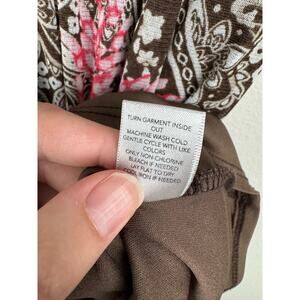 TURN GARMENT INSIDE
OUT
MACHINE WASH COLD
GENTLE CYCLE WITH LIKE
COLORS
ONLY NON-CHLORINE
BLEACH IF NEEDED
LAY FLAT TO DRY
COOL IRON IF NEEDED